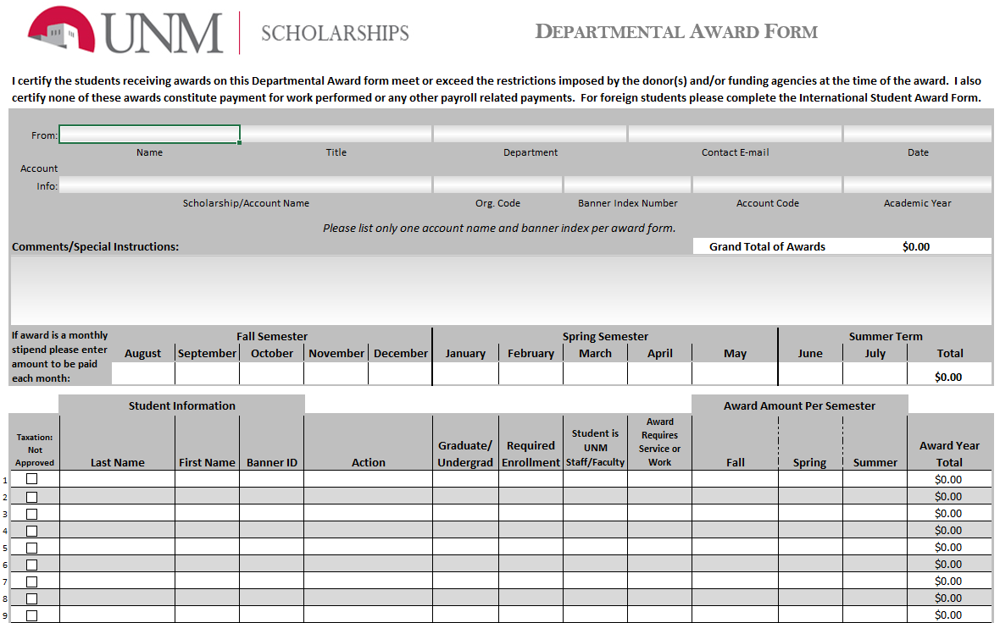 UNM SCHOLARSHIPS DEPARTMENTAL AWARD FORM
I certify the students receiving awards on this Departmental Award form meet or exceed the restrictions imposed by the donor(s) and/or funding agencies at the time of the award. I also
certify none of these awards constitute payment for work performed or any other payroll related payments. For foreign students please complete the International Student Award Form.
From:
Name Title Department Contact E-mail Date
Account
Info:
Scholarship/Account Name Org. Code Banner Index Number Account Code Academic Year
Please list only one account name and banner index per award form.
Comments/Special Instructions: Grand Total of Awards $0.00
If award is a monthly
stipend please enter
amount to be paid
each month:
Fall Semester Spring Semester Summer Term
August September October November December January February March April May June July Total
$0.00
Student Information Award Amount Per Semester
Taxation:
Not
Approved
Last Name First Name Banner ID Action
Graduate/
Undergrad
Required
Enrollment
Student is
UNM
Staff/Faculty
Award
Requires
Service or
Work
Fall Spring Summer
Award Year
Total
1 $0.00
2 $0.00
3 $0.00
4 $0.00
5 $0.00
6 $0.00
7 $0.00
8 $0.00
9 $0.00